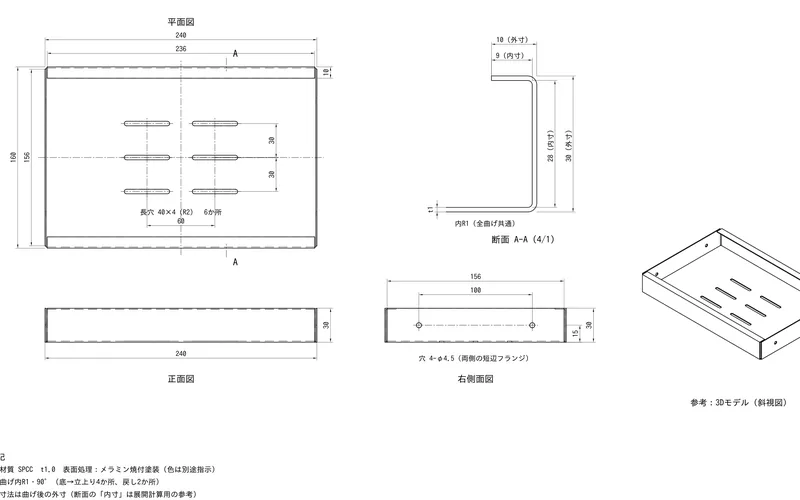 平面図
240
236
A
10
160
156
30
30
長穴 40×4 (R2) 6か所
60
A
10 (外寸)
9 (内寸)
28 (内寸)
30 (外寸)
t1
内R1 (全曲げ共通)
断面 A-A (4/1)
30
240
正面図
156
100
15
30
穴 4-φ4.5 (両側の短辺フランジ)
右側面図
参考:3Dモデル (斜視図)
記
材質 SPCC t1.0 表面処理:メラミン焼付塗装 (色は別途指示)
曲げ内R1・90° (底→立上り4か所、戻し2か所)
寸法は曲げ後の外寸 (断面の「内寸」は展開計算用の参考)